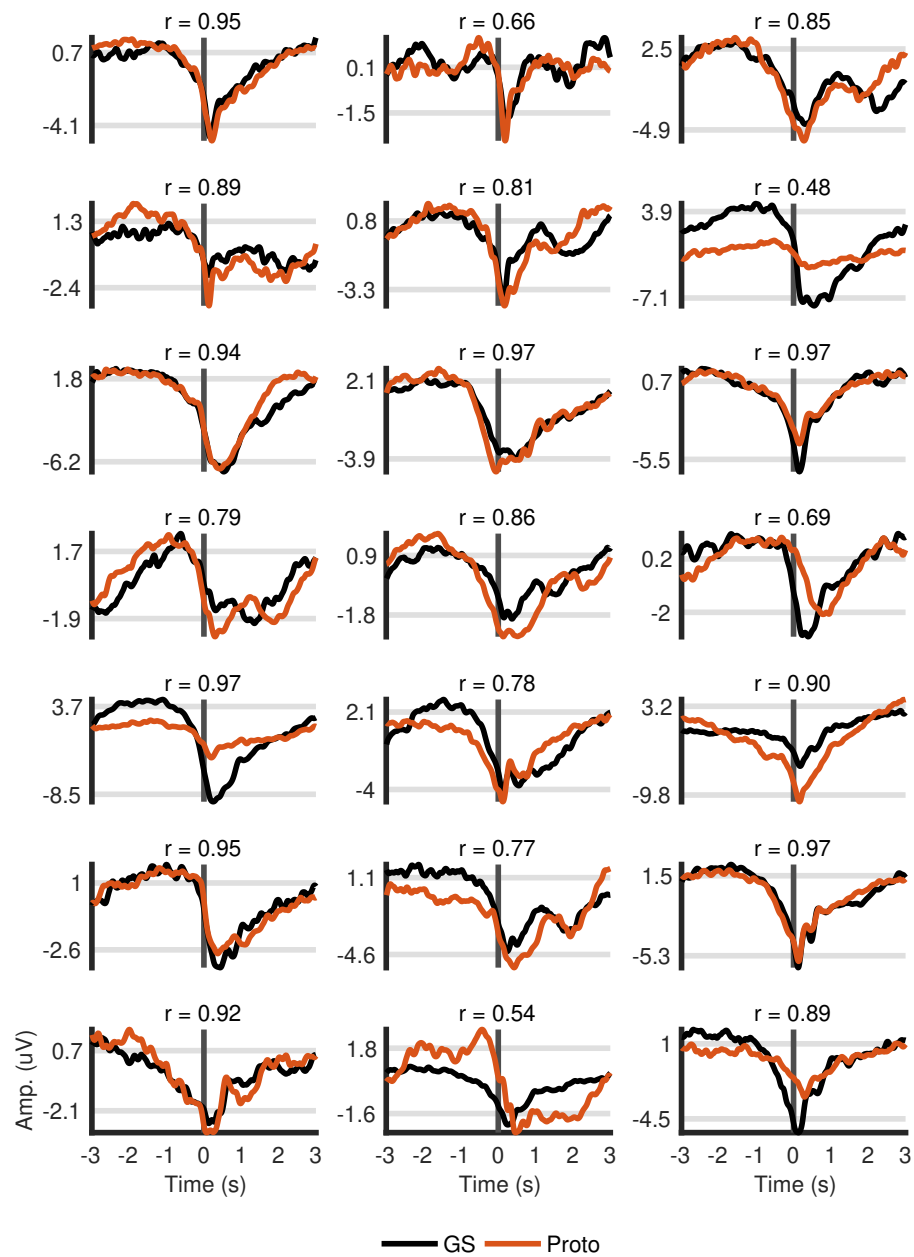 r = 0.95
r = 0.66
r = 0.85
0.7
-4.1
0.1
-1.5
2.5
-4.9
r = 0.89
r = 0.81
r = 0.48
1.3
-2.4
0.8
-3.3
3.9
-7.1
r = 0.94
r = 0.97
r = 0.97
1.8
-6.2
2.1
-3.9
0.7
-5.5
r = 0.79
r = 0.86
r = 0.69
1.7
-1.9
0.9
-1.8
0.2
-2
r = 0.97
r = 0.78
r = 0.90
3.7
-8.5
2.1
-4
3.2
-9.8
r = 0.95
r = 0.77
r = 0.97
1
-2.6
1.1
-4.6
1.5
-5.3
r = 0.92
r = 0.54
r = 0.89
Amp. (uV)
0.7
-2.1
1.8
-1.6
1
-4.5
-3 -2 -1 0 1 2 3
-3 -2 -1 0 1 2 3
-3 -2 -1 0 1 2 3
Time (s)
Time (s)
Time (s)
GS Proto